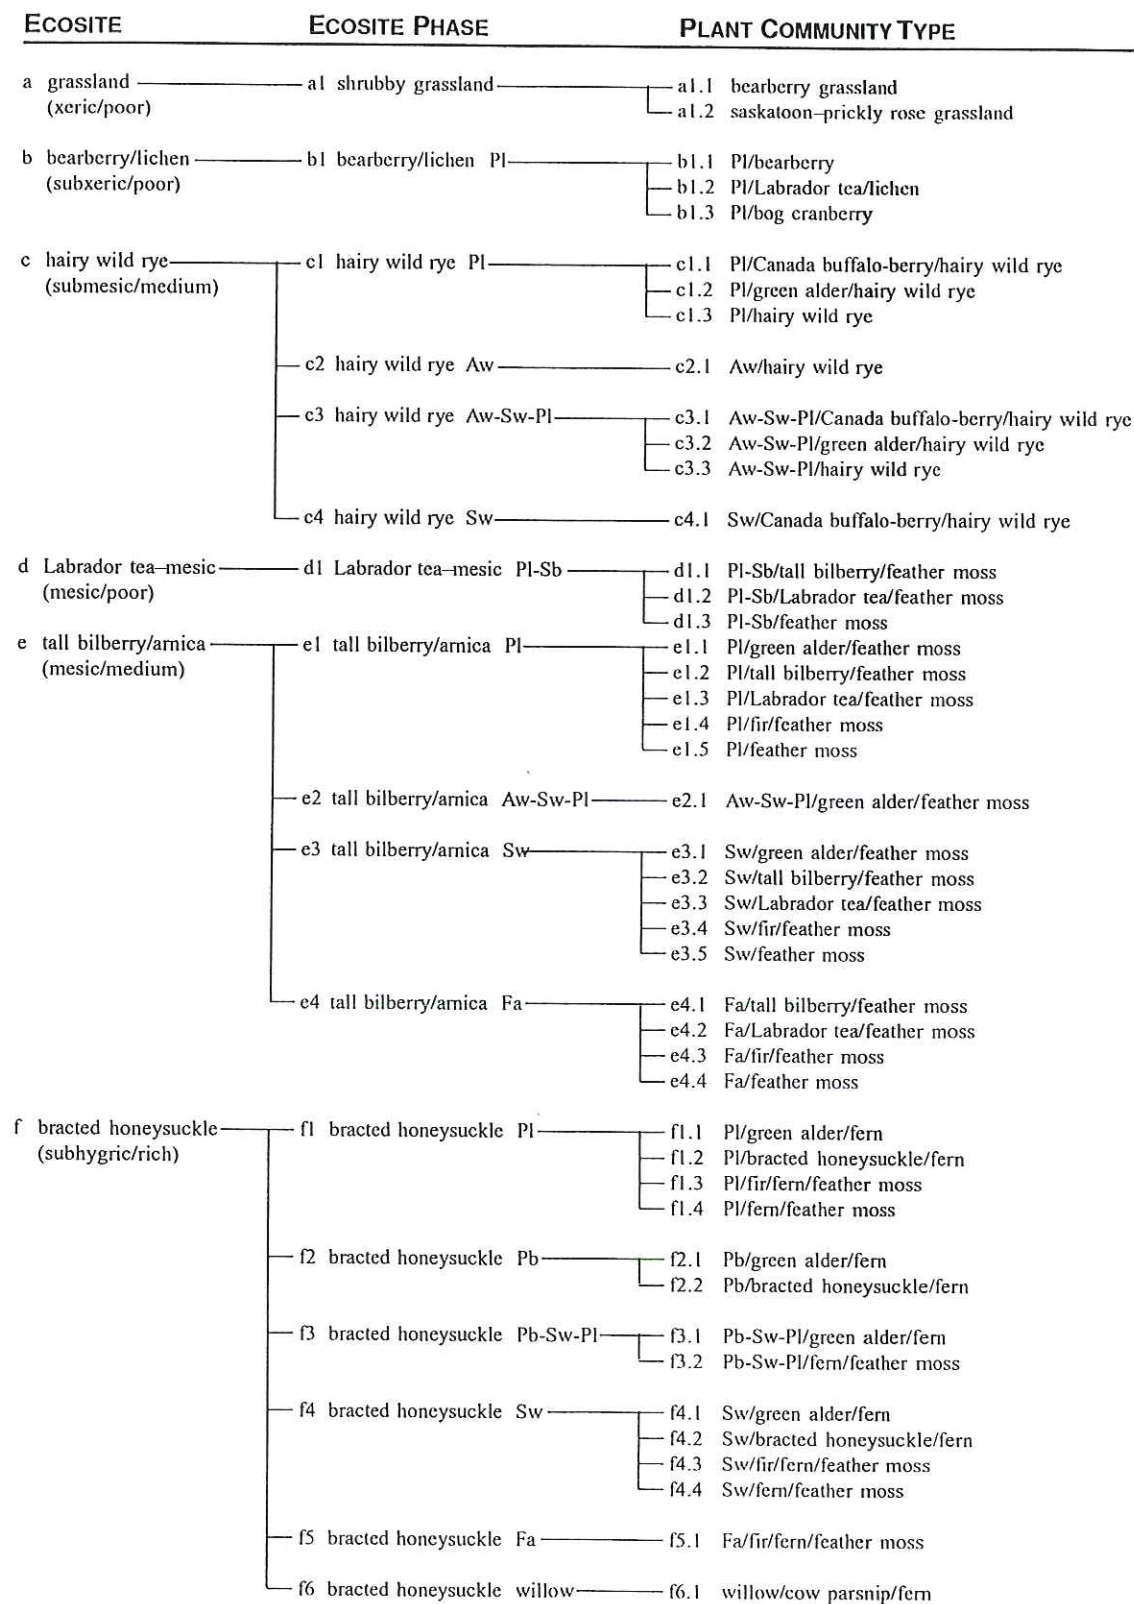 ECOSITE ECOSITE PHASE PLANT COMMUNITY TYPE
a grassland a1 shrubby grassland a1.1 bearberry grassland
(xeric/poor) a1.2 saskatoon–prickly rose grassland
b bearberry/lichen b1 bearberry/lichen Pl b1.1 Pl/bearberry
(subxeric/poor) b1.2 Pl/Labrador tea/lichen
b1.3 Pl/bog cranberry
c hairy wild rye c1 hairy wild rye Pl c1.1 Pl/Canada buffalo-berry/hairy wild rye
(submesic/medium) c1.2 Pl/green alder/hairy wild rye
c1.3 Pl/hairy wild rye
c2 hairy wild rye Aw c2.1 Aw/hairy wild rye
c3 hairy wild rye Aw-Sw-Pl c3.1 Aw-Sw-Pl/Canada buffalo-berry/hairy wild rye
c3.2 Aw-Sw-Pl/green alder/hairy wild rye
c3.3 Aw-Sw-Pl/hairy wild rye
c4 hairy wild rye Sw c4.1 Sw/Canada buffalo-berry/hairy wild rye
d Labrador tea–mesic d1 Labrador tea–mesic Pl-Sb d1.1 Pl-Sb/tall bilberry/feather moss
(mesic/poor) d1.2 Pl-Sb/Labrador tea/feather moss
d1.3 Pl-Sb/feather moss
e tall bilberry/arnica e1 tall bilberry/arnica Pl e1.1 Pl/green alder/feather moss
(mesic/medium) e1.2 Pl/tall bilberry/feather moss
e1.3 Pl/Labrador tea/feather moss
e1.4 Pl/fir/feather moss
e1.5 Pl/feather moss
e2 tall bilberry/arnica Aw-Sw-Pl e2.1 Aw-Sw-Pl/green alder/feather moss
e3 tall bilberry/arnica Sw e3.1 Sw/green alder/feather moss
e3.2 Sw/tall bilberry/feather moss
e3.3 Sw/Labrador tea/feather moss
e3.4 Sw/fir/feather moss
e3.5 Sw/feather moss
e4 tall bilberry/arnica Fa e4.1 Fa/tall bilberry/feather moss
e4.2 Fa/Labrador tea/feather moss
e4.3 Fa/fir/feather moss
e4.4 Fa/feather moss
f bracted honeysuckle f1 bracted honeysuckle Pl f1.1 Pl/green alder/fern
(subhygric/rich) f1.2 Pl/bracted honeysuckle/fern
f1.3 Pl/fir/fern/feather moss
f1.4 Pl/fern/feather moss
f2 bracted honeysuckle Pb f2.1 Pb/green alder/fern
f2.2 Pb/bracted honeysuckle/fern
f3 bracted honeysuckle Pb-Sw-Pl f3.1 Pb-Sw-Pl/green alder/fern
f3.2 Pb-Sw-Pl/fern/feather moss
f4 bracted honeysuckle Sw f4.1 Sw/green alder/fern
f4.2 Sw/bracted honeysuckle/fern
f4.3 Sw/fir/fern/feather moss
f4.4 Sw/fern/feather moss
f5 bracted honeysuckle Fa f5.1 Fa/fir/fern/feather moss
f6 bracted honeysuckle willow f6.1 willow/cow parsnip/fern